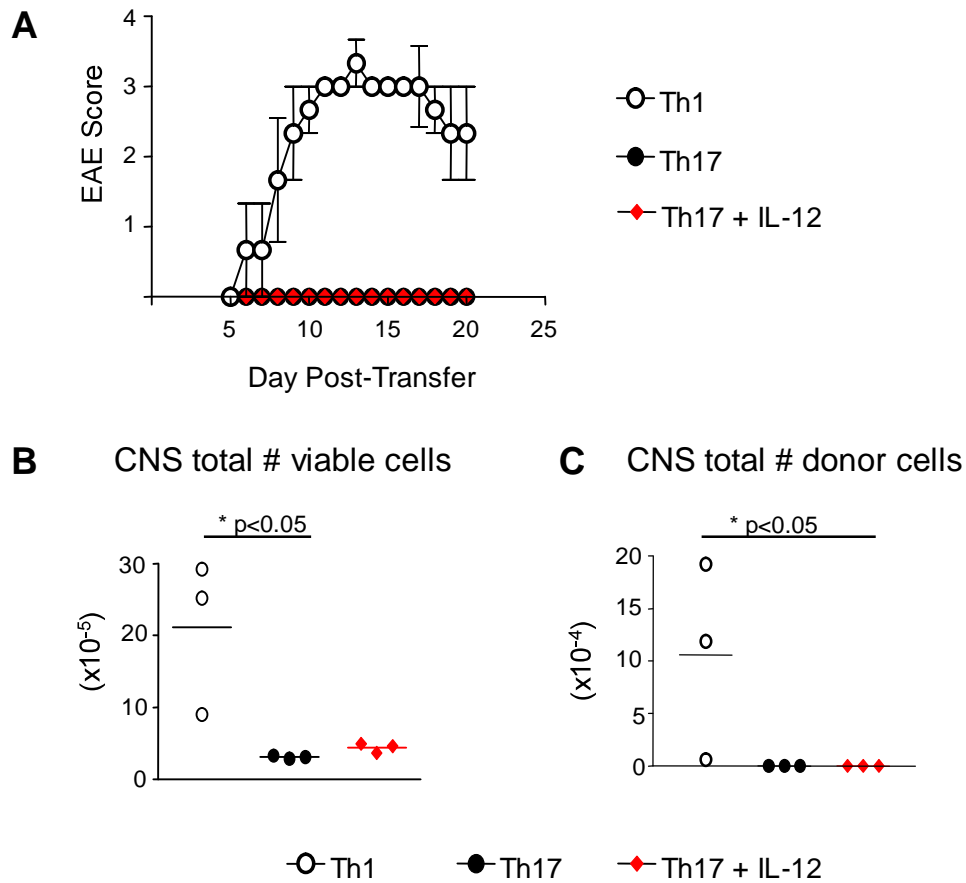 A
EAE Score
4
3
2
1
5 10 15 20 25
Day Post-Transfer
Th1
Th17
Th17 + IL-12
B CNS total # viable cells
* p<0.05
(x10-5)
30
20
10
0
C CNS total # donor cells
* p<0.05
(x10-4)
20
15
10
5
0
Th1 Th17 Th17 + IL-12